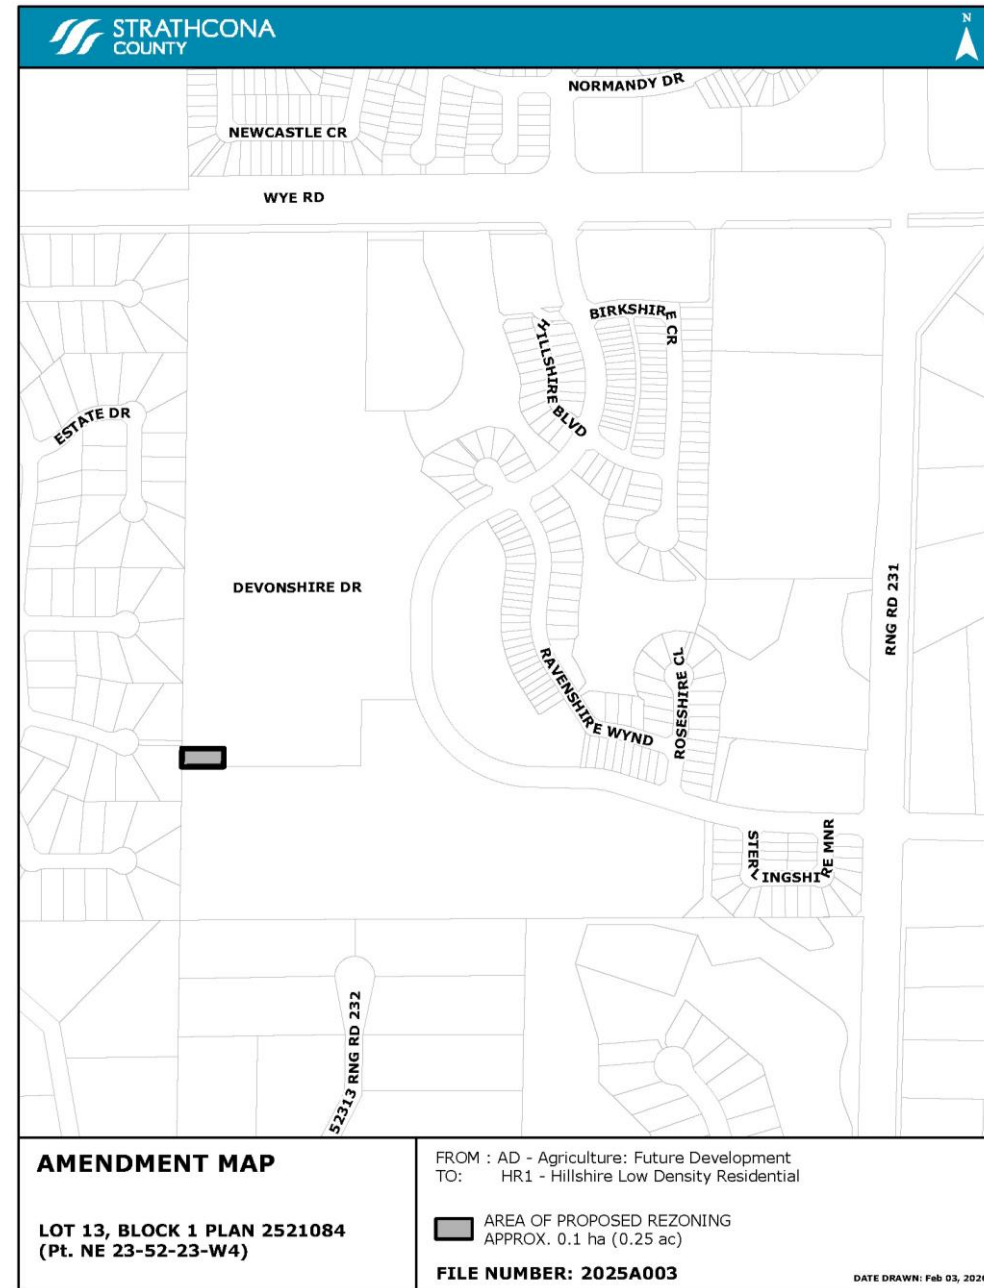 STRATHCONA
COUNTY
N
NORMANDY DR
NEWCASTLE CR
WYE RD
BIRKSHIRE CR
HILLSHIRE BLVD
ESTATE DR
DEVONSHIRE DR
RNG RD 231
RAVENSHIRE WYND
ROSESHIRE CL
STERLINGSHIRE MNR
52313 RNG RD 232
AMENDMENT MAP
LOT 13, BLOCK 1 PLAN 2521084
(Pt. NE 23-52-23-W4)
FROM : AD - Agriculture: Future Development
TO: HR1 - Hillshire Low Density Residential
AREA OF PROPOSED REZONING
APPROX. 0.1 ha (0.25 ac)
FILE NUMBER: 2025A003
DATE DRAWN: Feb 03, 2026